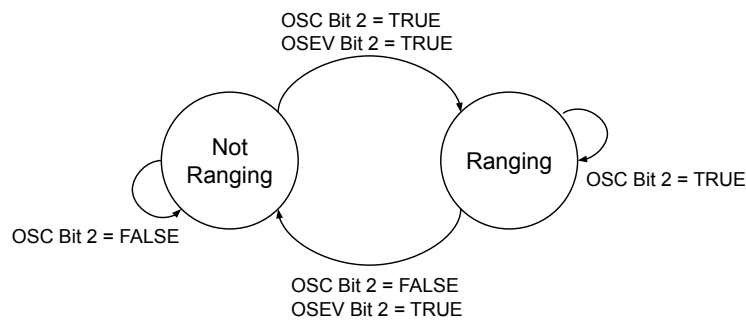 OSC Bit 2 = TRUE
OSEV Bit 2 = TRUE
Not
Ranging
Ranging
OSC Bit 2 = TRUE
OSC Bit 2 = FALSE
OSC Bit 2 = FALSE
OSEV Bit 2 = TRUE